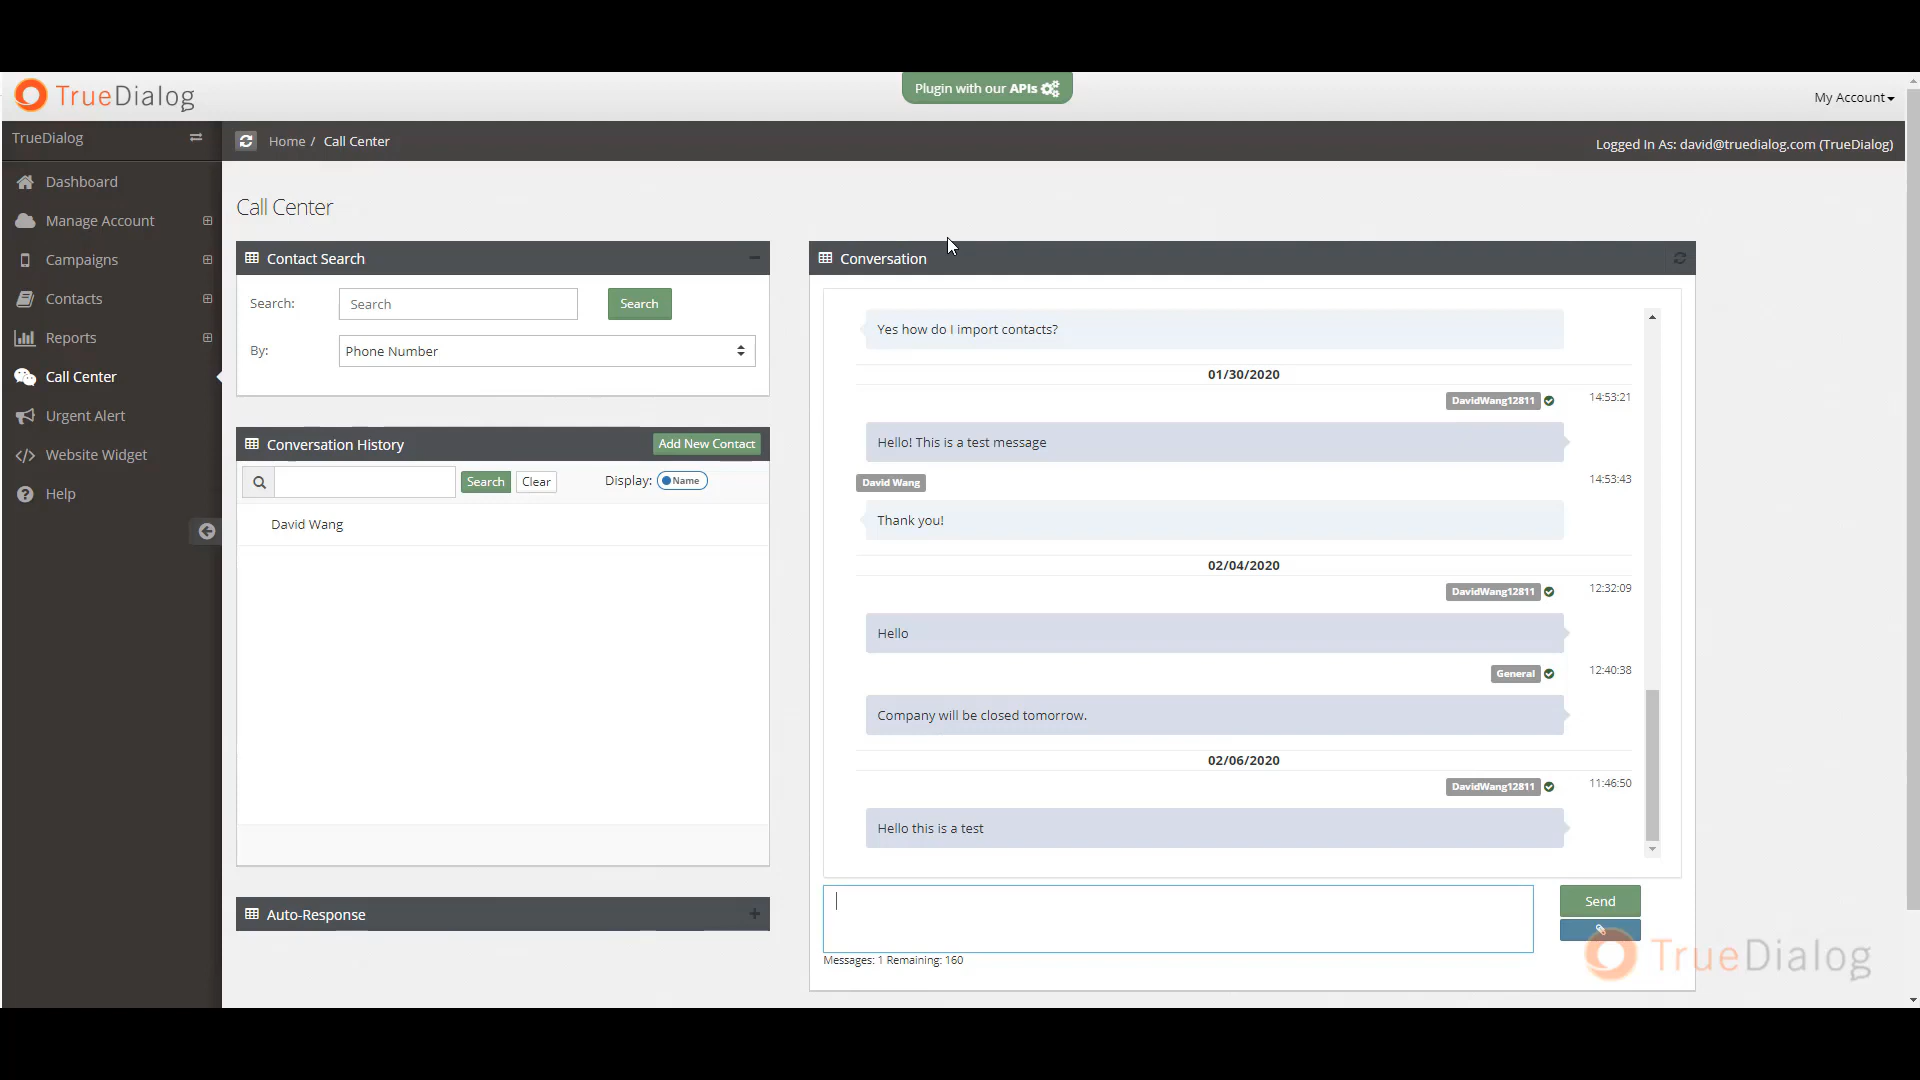 TrueDialog
Plugin with our APIs
My Account
TrueDialog
Home / Call Center
Logged In As: david@truedialog.com (TrueDialog)
Dashboard
Manage Account
Campaigns
Contacts
Reports
Call Center
Urgent Alert
Website Widget
Help
Call Center
Contact Search
Search:
Search
Search
By:
Phone Number
Conversation History
Add New Contact
Search
Clear
Display:
Name
David Wang
Auto-Response
Conversation
Yes how do I import contacts?
01/30/2020
DavidWang12811
14:53:21
Hello! This is a test message
David Wang
14:53:43
Thank you!
02/04/2020
DavidWang12811
12:32:09
Hello
General
12:40:38
Company will be closed tomorrow.
02/06/2020
DavidWang12811
11:46:50
Hello this is a test
Send
Messages: 1 Remaining: 160
TrueDialog